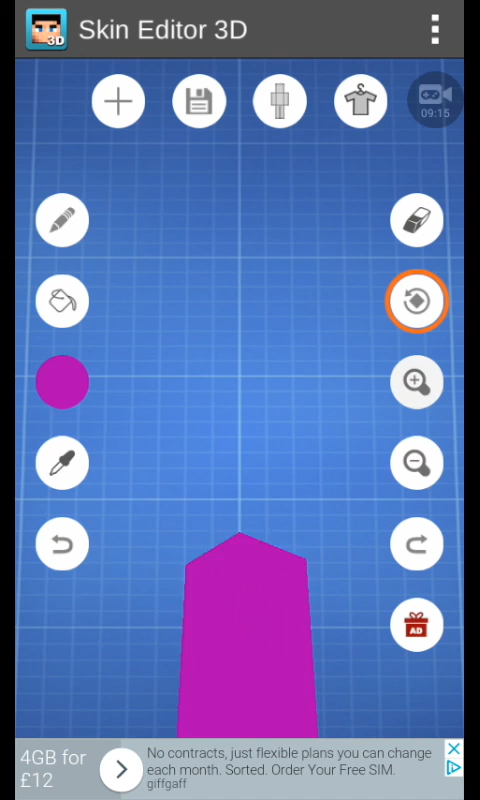 3D
Skin Editor 3D
09:15
AD
4GB for
£12
No contracts, just flexible plans you can change
each month. Sorted. Order Your Free SIM.
giffgaff